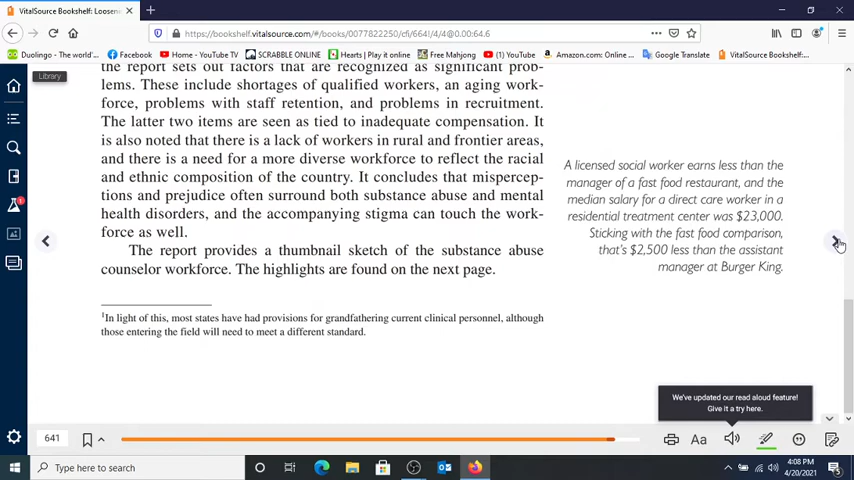 VitalSource Bookshelf: Loosene
https://bookshelf.vitalsource.com/#/books/0077822250/cfi/664!/4/4@0.00:64.6
Duolingo - The world'...
Facebook
Home - YouTube TV
SCRABBLE ONLINE
Hearts | Play it online
Free Mahjong
(1) YouTube
Amazon.com: Online ...
Google Translate
VitalSource Bookshelf:...
Library
the report sets out factors that are recognized as significant prob-
lems. These include shortages of qualified workers, an aging work-
force, problems with staff retention, and problems in recruitment.
The latter two items are seen as tied to inadequate compensation. It
is also noted that there is a lack of workers in rural and frontier areas,
and there is a need for a more diverse workforce to reflect the racial
and ethnic composition of the country. It concludes that mispercep-
tions and prejudice often surround both substance abuse and mental
health disorders, and the accompanying stigma can touch the work-
force as well.
The report provides a thumbnail sketch of the substance abuse
counselor workforce. The highlights are found on the next page.
A licensed social worker earns less than the
manager of a fast food restaurant, and the
median salary for a direct care worker in a
residential treatment center was $23,000.
Sticking with the fast food comparison,
that's $2,500 less than the assistant
manager at Burger King.
1In light of this, most states have had provisions for grandfathering current clinical personnel, although
those entering the field will need to meet a different standard.
We've updated our read aloud feature!
Give it a try here.
641
Aa
Type here to search
4:08 PM
4/20/2021